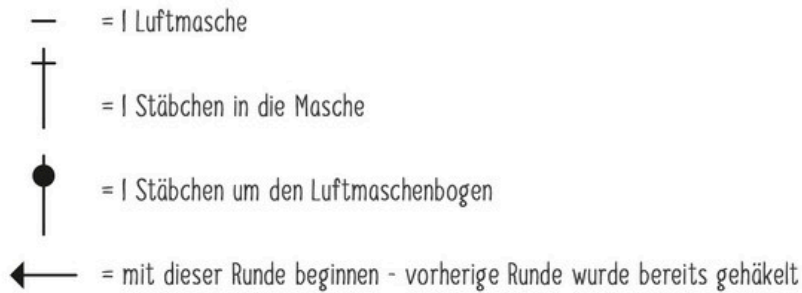 = 1 Luftmasche
= 1 Stäbchen in die Masche
= 1 Stäbchen um den Luftmaschenbogen
= mit dieser Runde beginnen - vorherige Runde wurde bereits gehäkelt